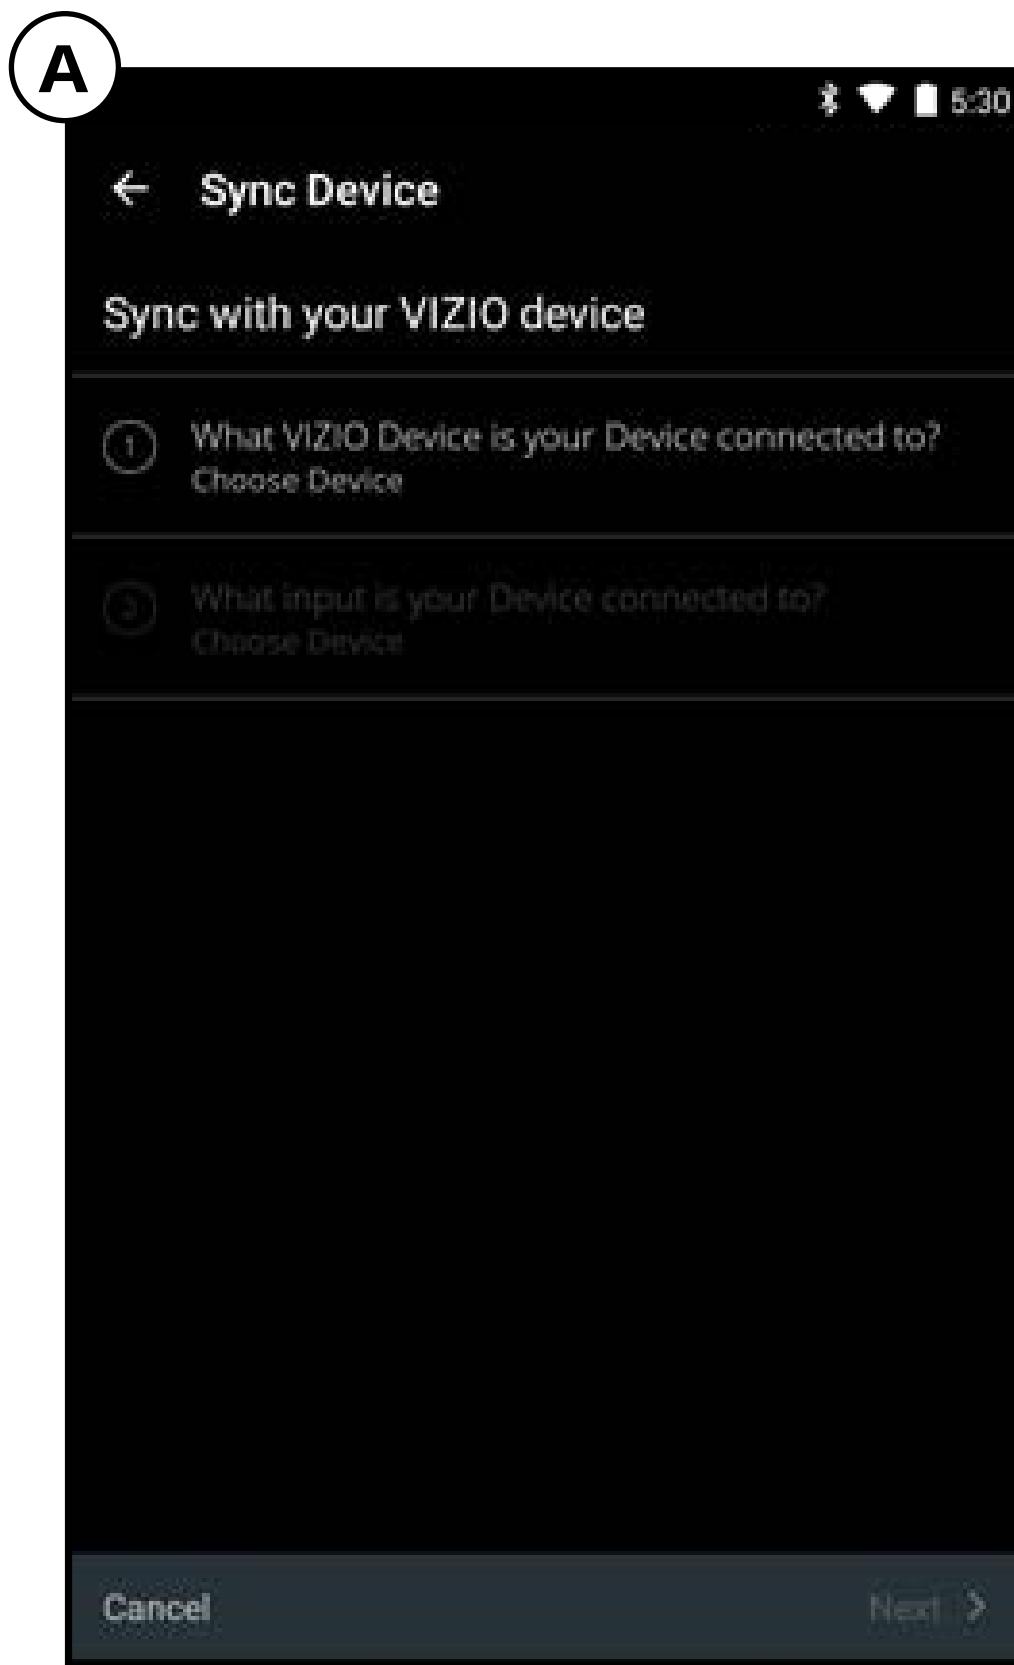 A
5:30
Sync Device
Sync with your VIZIO device
1
What VIZIO Device is your Device connected to?
Choose Device
2
What input is your Device connected to?
Choose Device
Cancel
Next